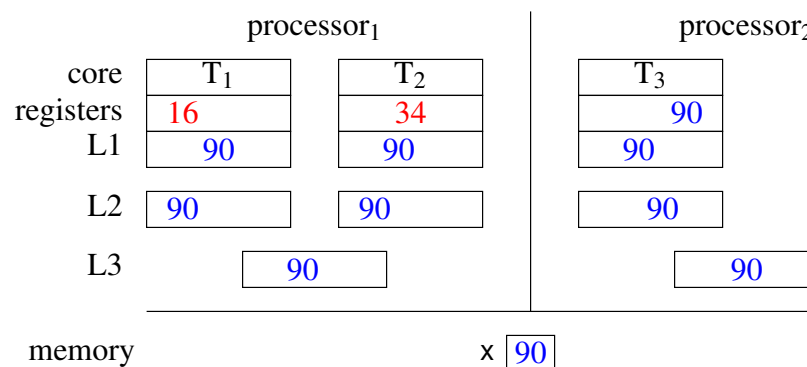 processor₁ processor₂
core T₁ T₂ T₃
registers 16 34 90
L1 90 90 90
L2 90 90 90
L3 90 90
memory x 90